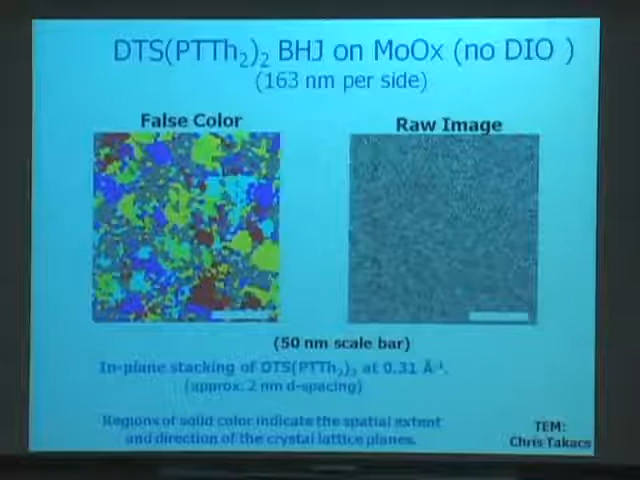 DTS(PTTh₂)₂ BHJ on MoOx (no DIO )
(163 nm per side)
False Color
Raw Image
(50 nm scale bar)
In-plane stacking of DTS(PTTh₂)₂ at 0.31 Å⁻¹.
(approx. 2 nm d-spacing)
Regions of solid color indicate the spatial extent
and direction of the crystal lattice planes.
TEM:
Chris Takacs